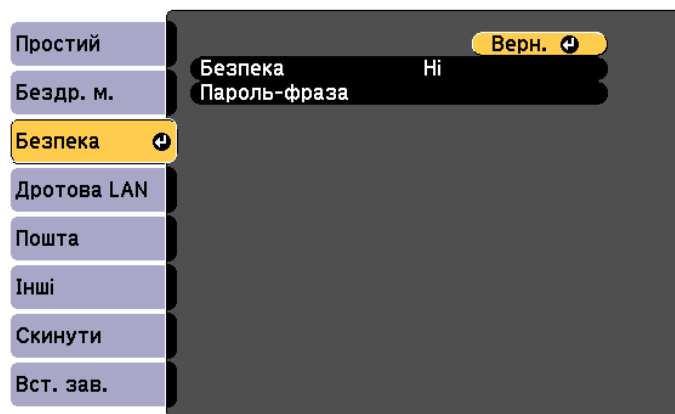 Простий
Бездр. м.
Безпека
Дротова LAN
Пошта
Інші
Скинути
Вст. зав.
Верн.
Безпека Ні
Пароль-фраза